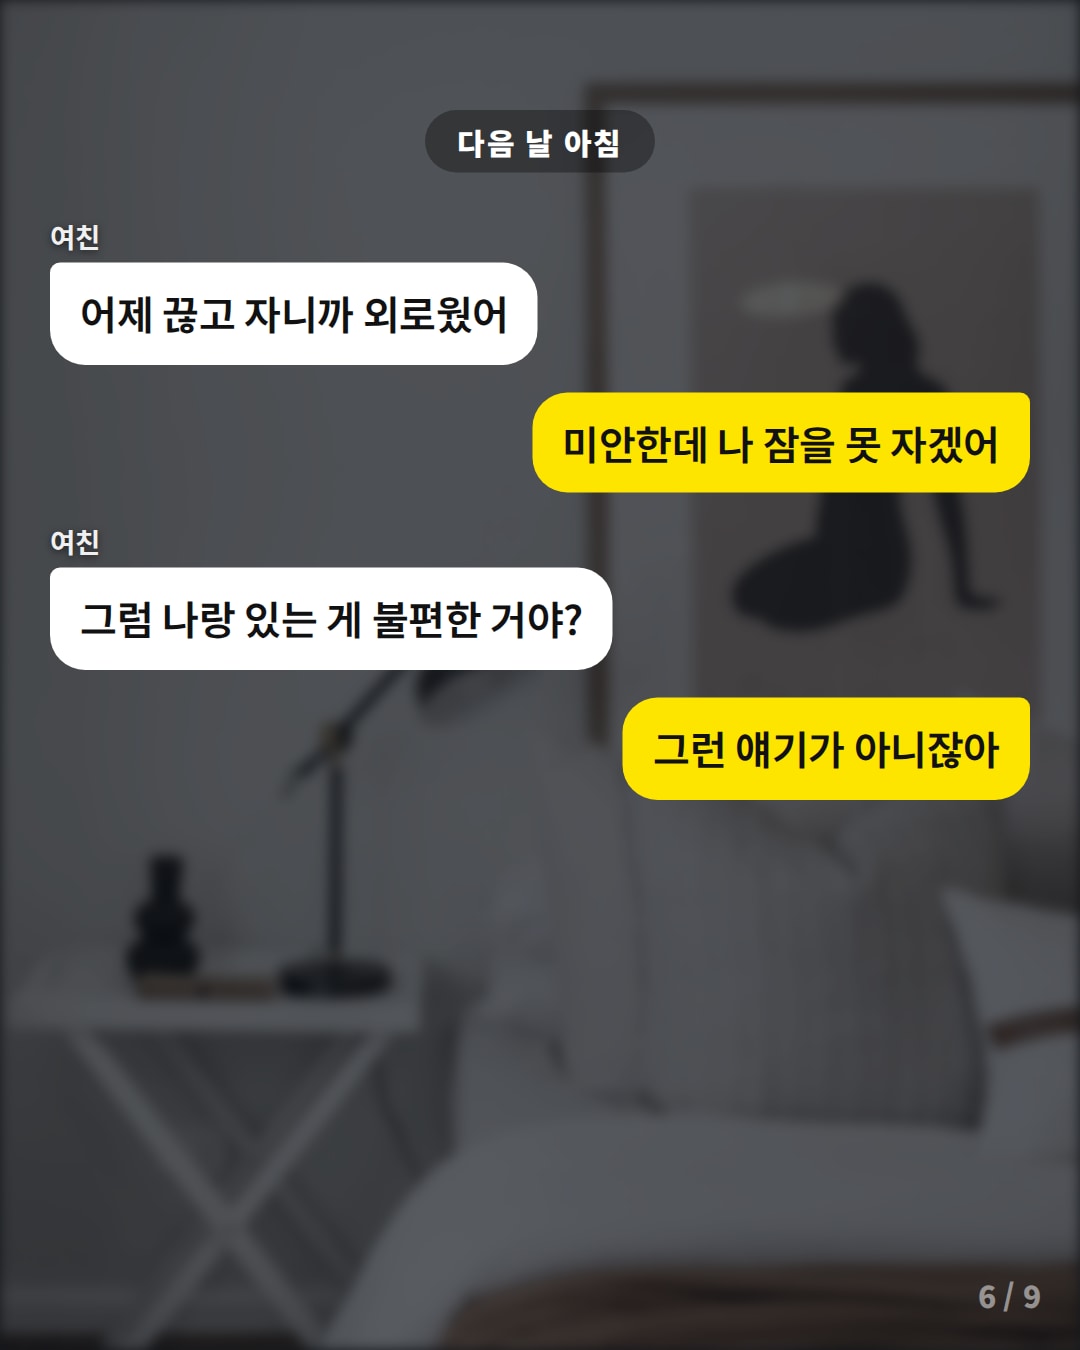 다음 날 아침
여친
어제 끊고 자니까 외로웠어
미안한데 나 잠을 못 자겠어
여친
그럼 나랑 있는 게 불편한 거야?
그런 얘기가 아니잖아
6 / 9